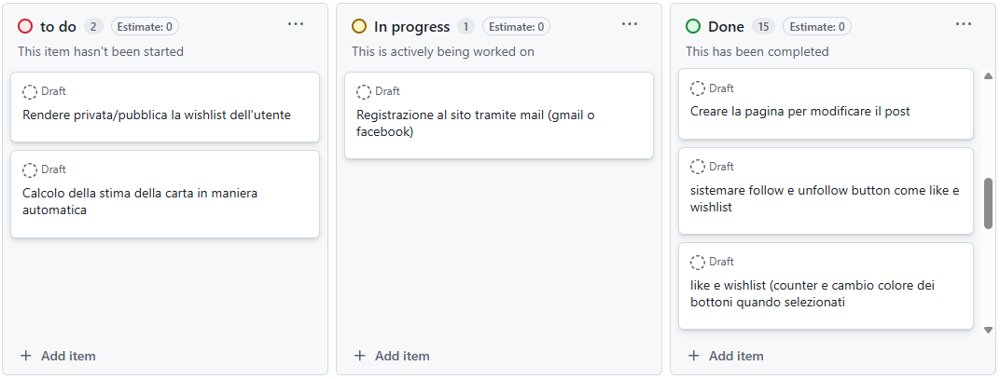 to do 2 Estimate: 0
This item hasn't been started
Draft
Rendere privata/pubblica la wishlist dell'utente
Draft
Calcolo della stima della carta in maniera
automatica
Add item
In progress 1 Estimate: 0
This is actively being worked on
Draft
Registrazione al sito tramite mail (gmail o
facebook)
Add item
Done 15 Estimate: 0
This has been completed
Draft
Creare la pagina per modificare il post
Draft
sistemare follow e unfollow button come like e
wishlist
Draft
like e wishlist (counter e cambio colore dei
bottoni quando selezionati
Add item